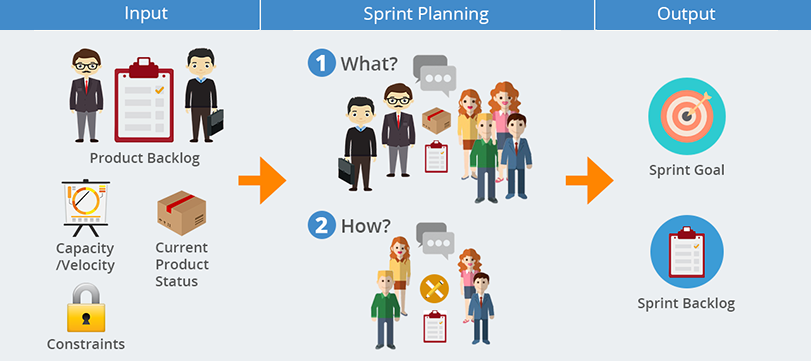 Input
Sprint Planning
Output
Product Backlog
Capacity
/Velocity
Current
Product
Status
Constraints
1 What?
2 How?
Sprint Goal
Sprint Backlog